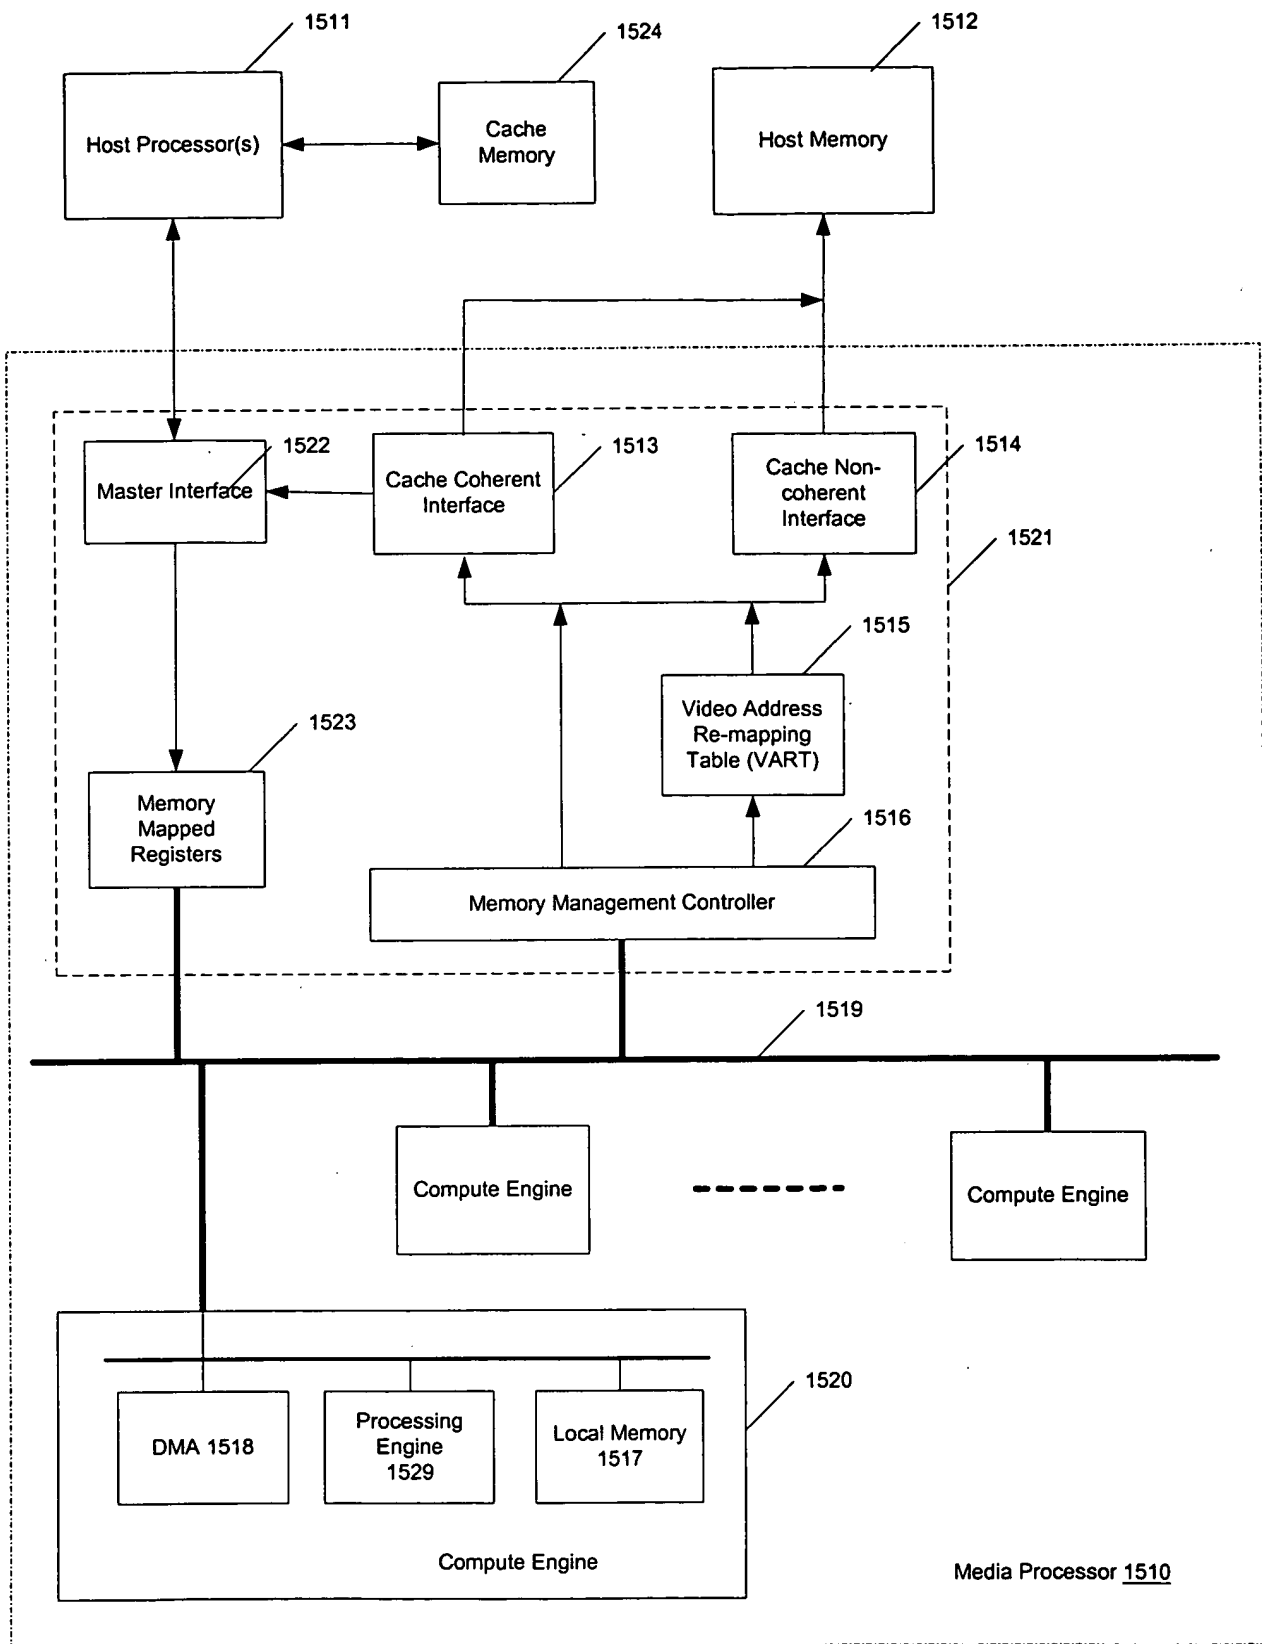 1511
1524
1512
Host Processor(s)
Cache
Memory
Host Memory
1522
1513
1514
Master Interface
Cache Coherent
Interface
Cache Non-
coherent
Interface
1521
1515
Video Address
Re-mapping
Table (VART)
1523
Memory
Mapped
Registers
1516
Memory Management Controller
1519
Compute Engine
Compute Engine
1520
DMA 1518
Processing
Engine
1529
Local Memory
1517
Compute Engine
Media Processor 1510